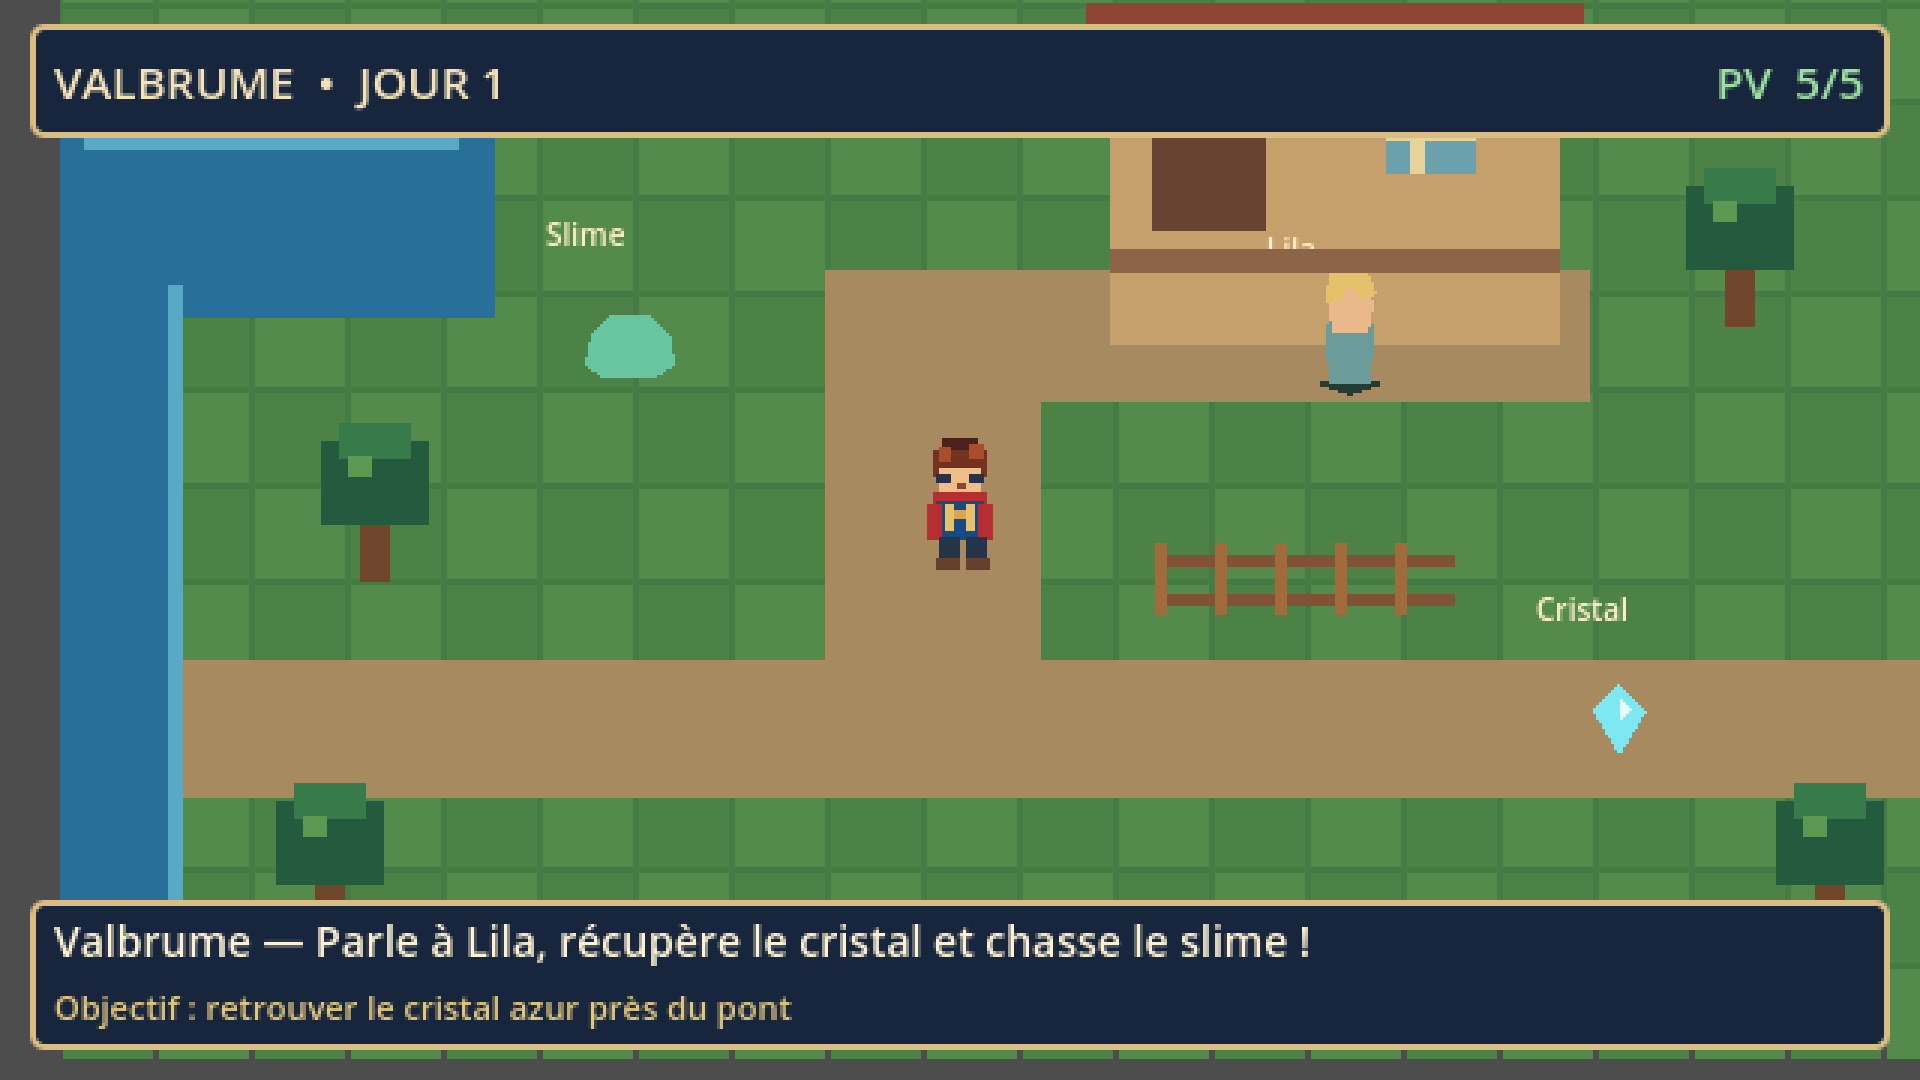 VALBRUME • JOUR 1
PV 5/5
Slime
Lila
Cristal
Valbrume — Parle à Lila, récupère le cristal et chasse le slime !
Objectif : retrouver le cristal azur près du pont